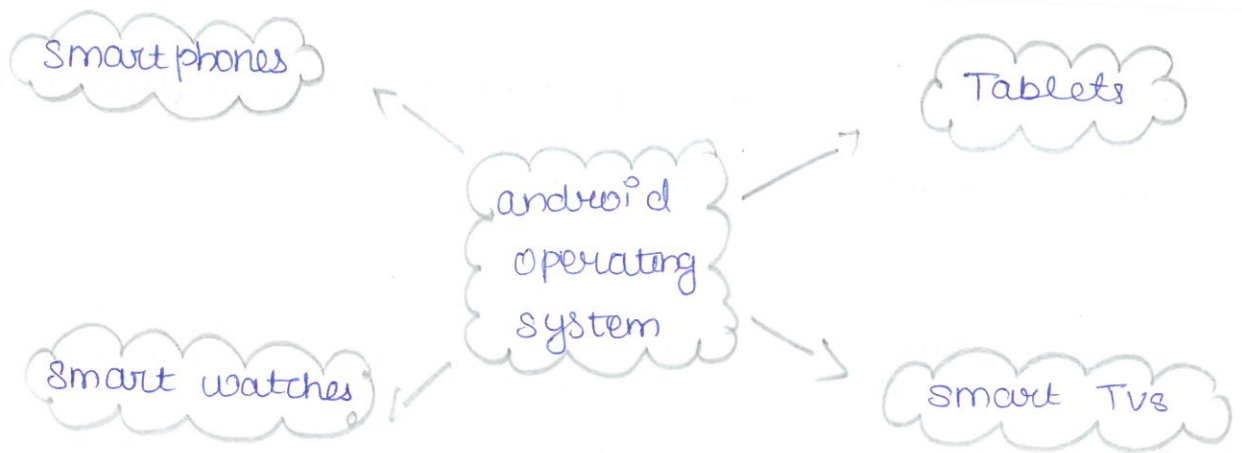 Smartphones
Tablets
android
operating
system
smart watches
smart TVs